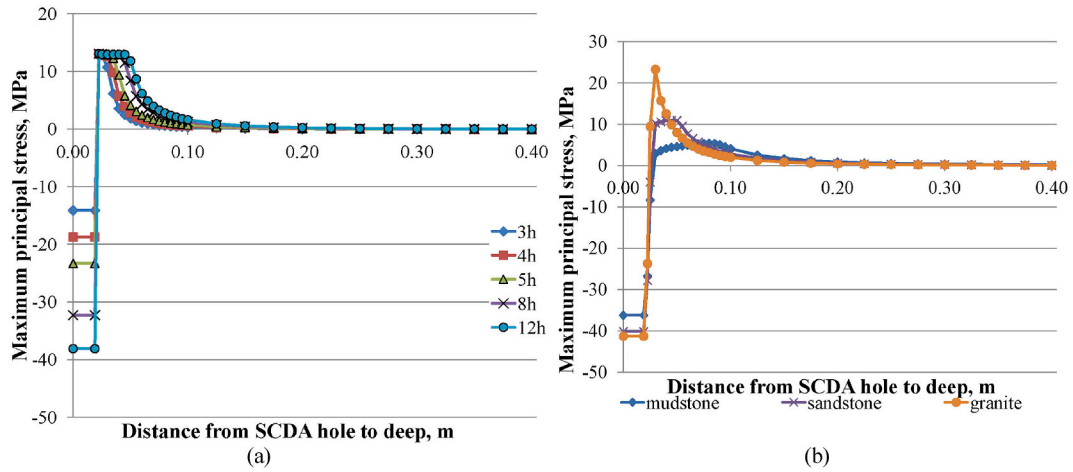 Maximum principal stress, MPa
20
10
0
-10
-20
-30
-40
-50
0.00
0.10
0.20
0.30
0.40
3h
4h
5h
8h
12h
Distance from SCDA hole to deep, m
(a)
Maximum principal stress, MPa
30
20
10
0
-10
-20
-30
-40
-50
0.00
0.10
0.20
0.30
0.40
Distance from SCDA hole to deep, m
mudstone
sandstone
granite
(b)